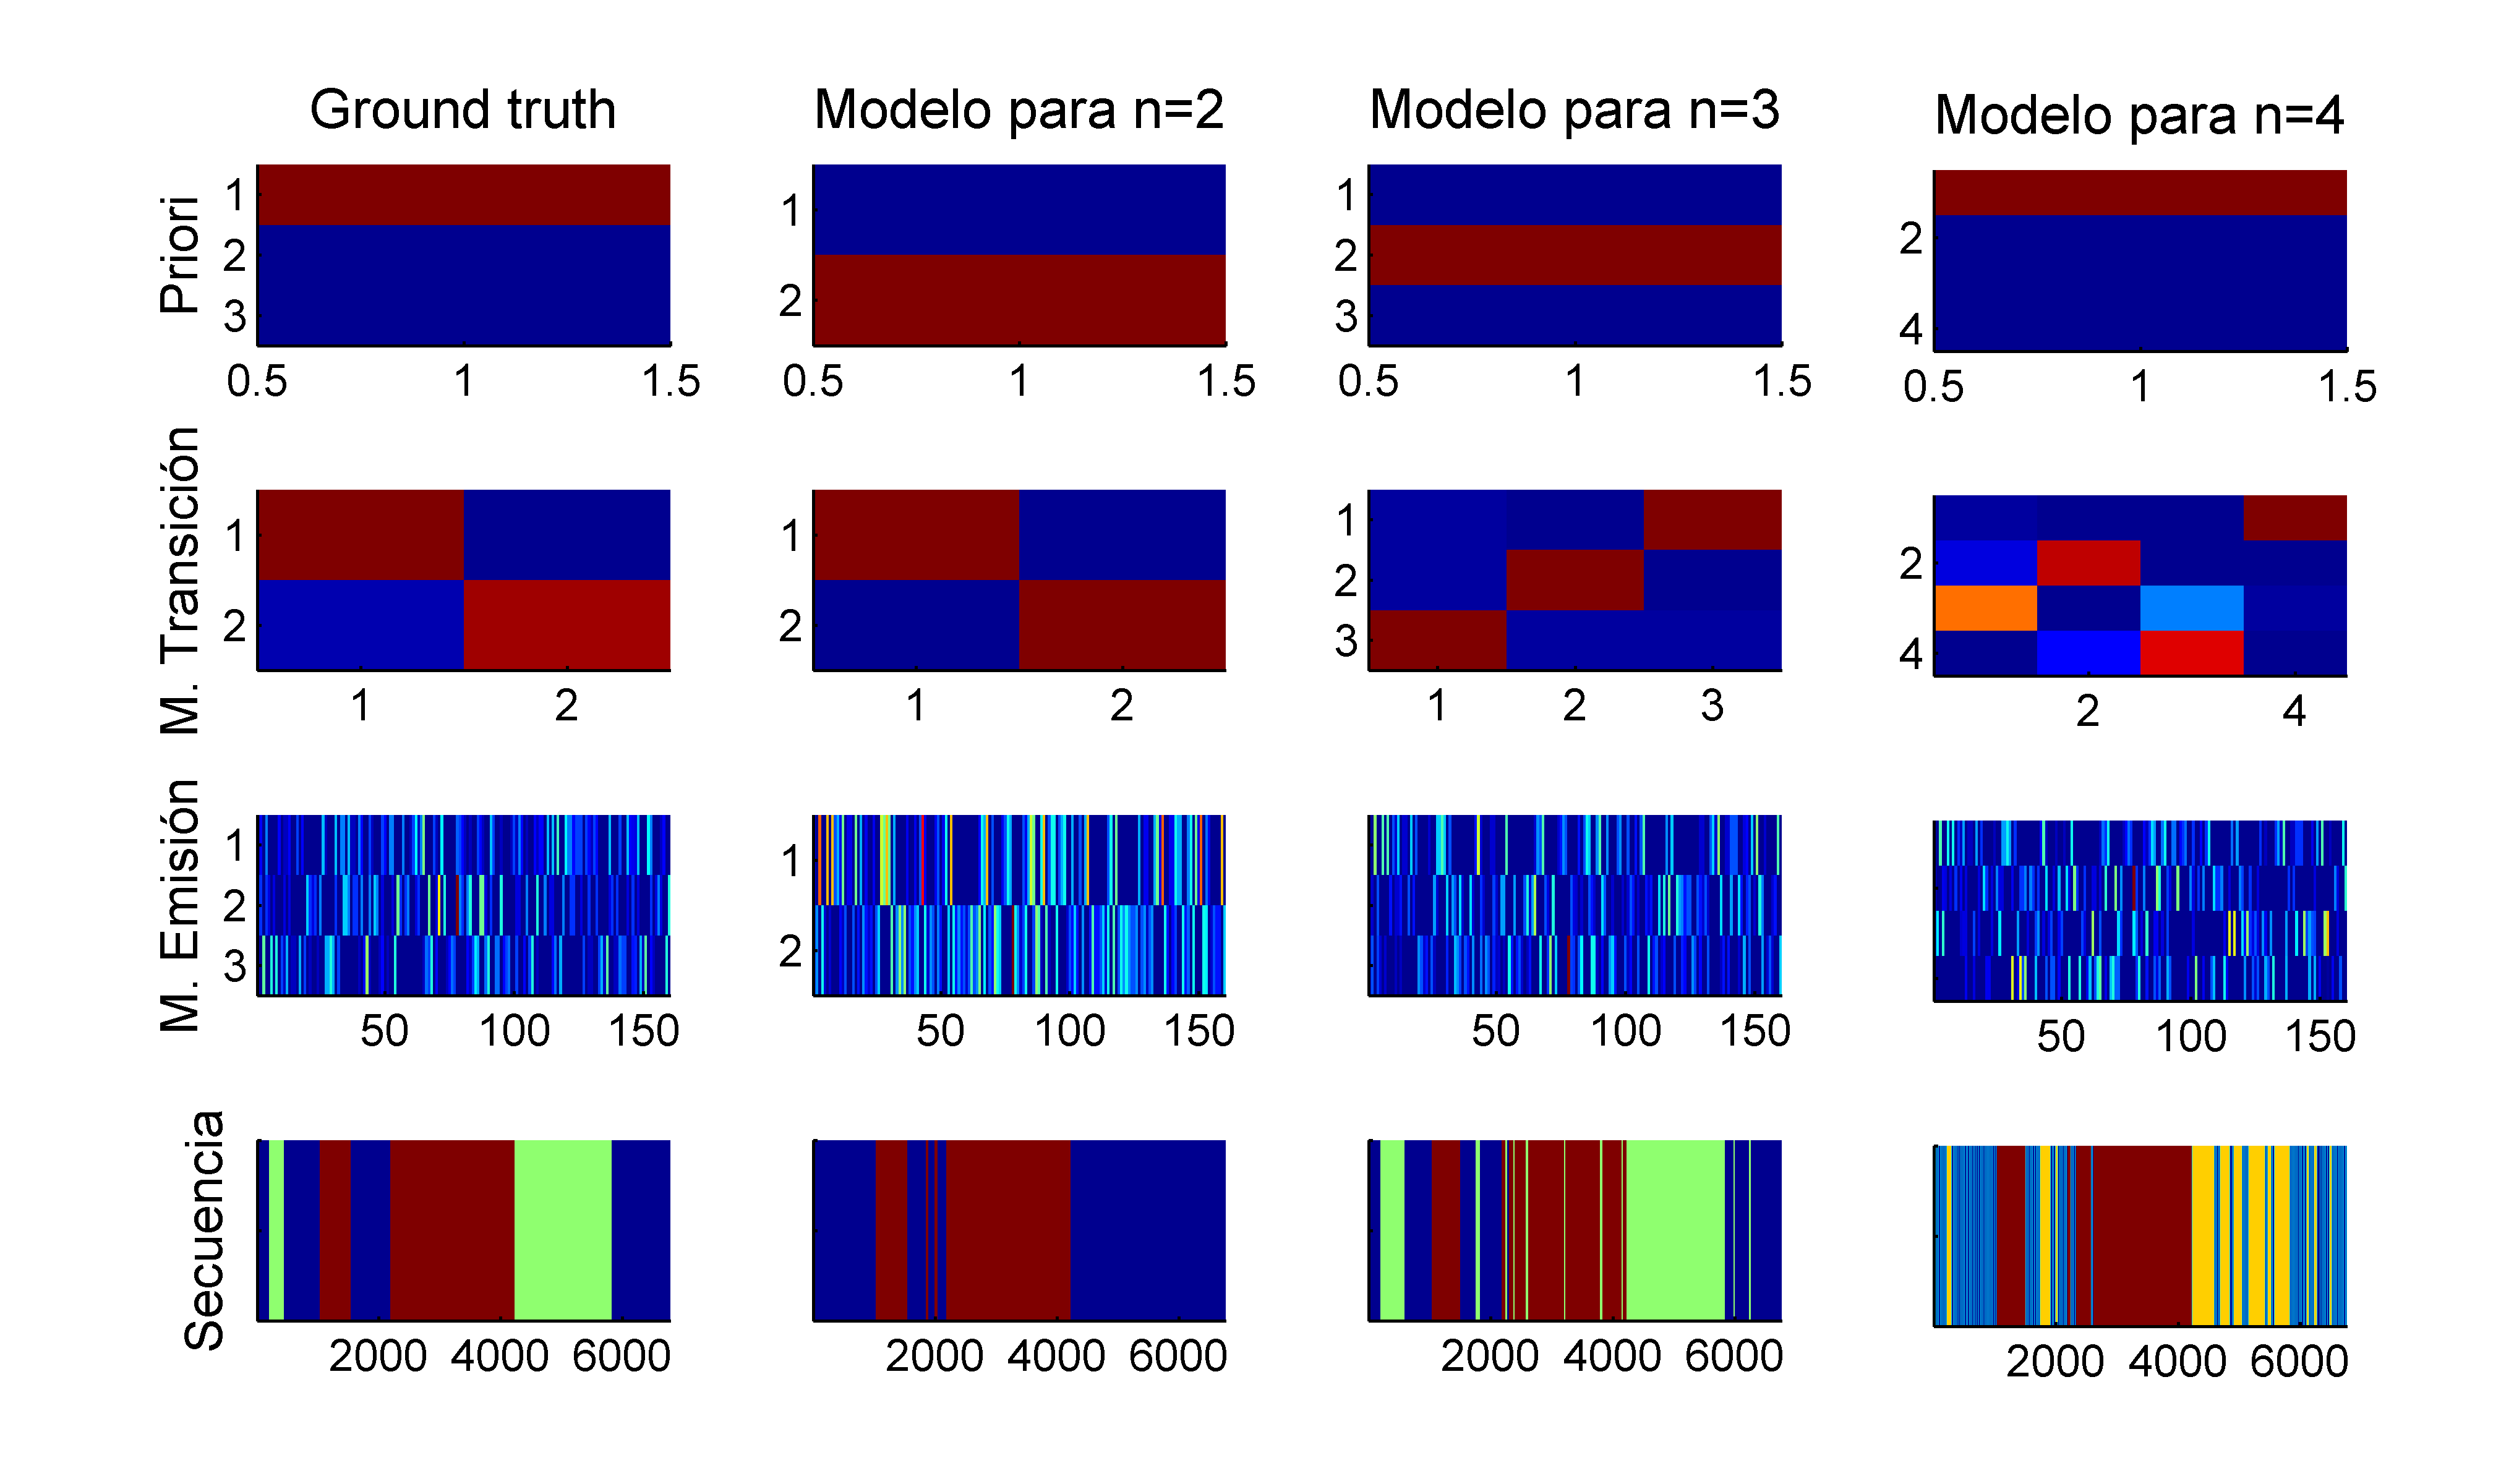 Ground truth Modelo para n=2 Modelo para n=3 Modelo para n=4
Priori
1 1 1
2 2 2 2
3 3 4
0.5 1 1.5 0.5 1 1.5 0.5 1 1.5 0.5 1 1.5
M. Transición
1 1 1
2 2 2 2
3 4
1 2 1 2 1 2 3 2 4
M. Emisión
1 1
2 2
3
50 100 150 50 100 150 50 100 150 50 100 150
Secuencia
2000 4000 6000 2000 4000 6000 2000 4000 6000 2000 4000 6000